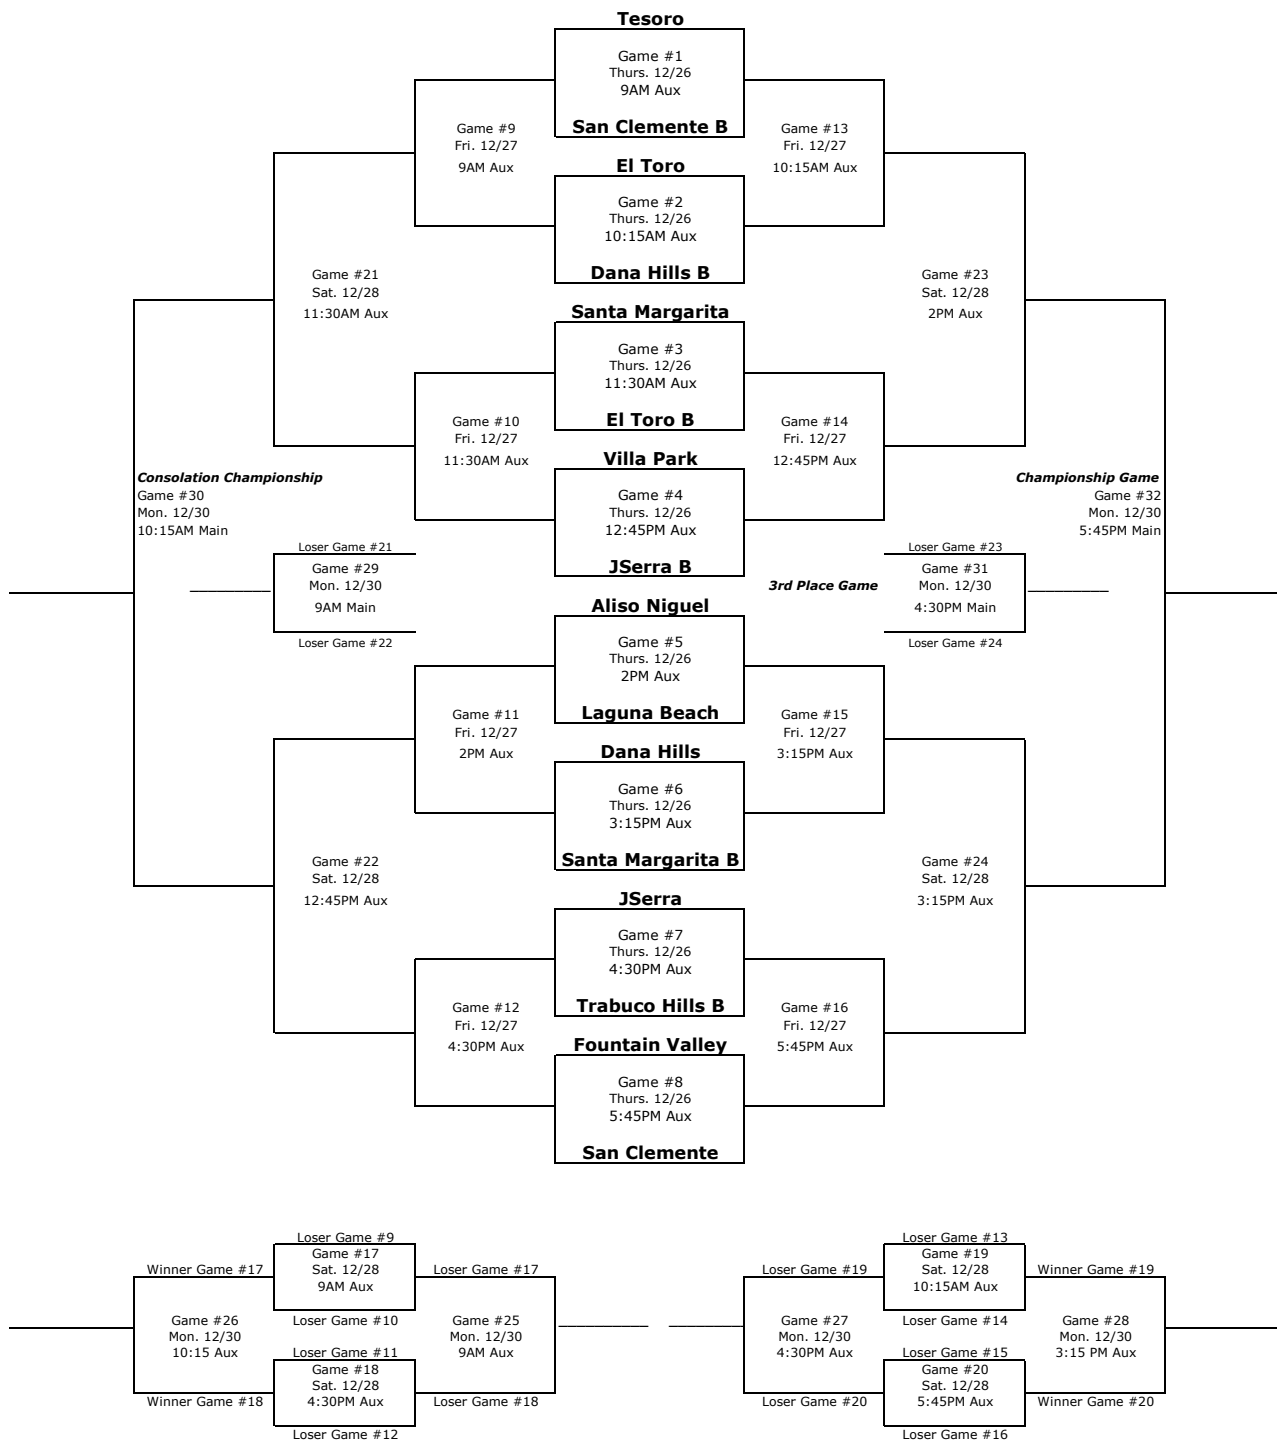 Tesoro
Game #1
Thurs. 12/26
9AM Aux
San Clemente B
Game #9
Fri. 12/27
9AM Aux
Game #13
Fri. 12/27
10:15AM Aux
El Toro
Game #2
Thurs. 12/26
10:15AM Aux
Dana Hills B
Game #21
Sat. 12/28
11:30AM Aux
Game #23
Sat. 12/28
2PM Aux
Santa Margarita
Game #3
Thurs. 12/26
11:30AM Aux
El Toro B
Game #10
Fri. 12/27
11:30AM Aux
Game #14
Fri. 12/27
12:45PM Aux
Villa Park
Game #4
Thurs. 12/26
12:45PM Aux
JSerra B
Consolation Championship
Game #30
Mon. 12/30
10:15AM Main
Championship Game
Game #32
Mon. 12/30
5:45PM Main
Loser Game #21
Game #29
Mon. 12/30
9AM Main
Loser Game #22
3rd Place Game
Loser Game #23
Game #31
Mon. 12/30
4:30PM Main
Loser Game #24
Aliso Niguel
Game #5
Thurs. 12/26
2PM Aux
Laguna Beach
Game #11
Fri. 12/27
2PM Aux
Game #15
Fri. 12/27
3:15PM Aux
Dana Hills
Game #6
Thurs. 12/26
3:15PM Aux
Santa Margarita B
Game #22
Sat. 12/28
12:45PM Aux
Game #24
Sat. 12/28
3:15PM Aux
JSerra
Game #7
Thurs. 12/26
4:30PM Aux
Trabuco Hills B
Game #12
Fri. 12/27
4:30PM Aux
Game #16
Fri. 12/27
5:45PM Aux
Fountain Valley
Game #8
Thurs. 12/26
5:45PM Aux
San Clemente
Loser Game #9
Game #17
Sat. 12/28
9AM Aux
Loser Game #10
Winner Game #17
Loser Game #17
Game #26
Mon. 12/30
10:15 Aux
Game #25
Mon. 12/30
9AM Aux
Loser Game #11
Game #18
Sat. 12/28
4:30PM Aux
Loser Game #12
Winner Game #18
Loser Game #18
Loser Game #13
Game #19
Sat. 12/28
10:15AM Aux
Loser Game #14
Loser Game #19
Winner Game #19
Game #27
Mon. 12/30
4:30PM Aux
Game #28
Mon. 12/30
3:15 PM Aux
Loser Game #15
Game #20
Sat. 12/28
5:45PM Aux
Loser Game #16
Loser Game #20
Winner Game #20